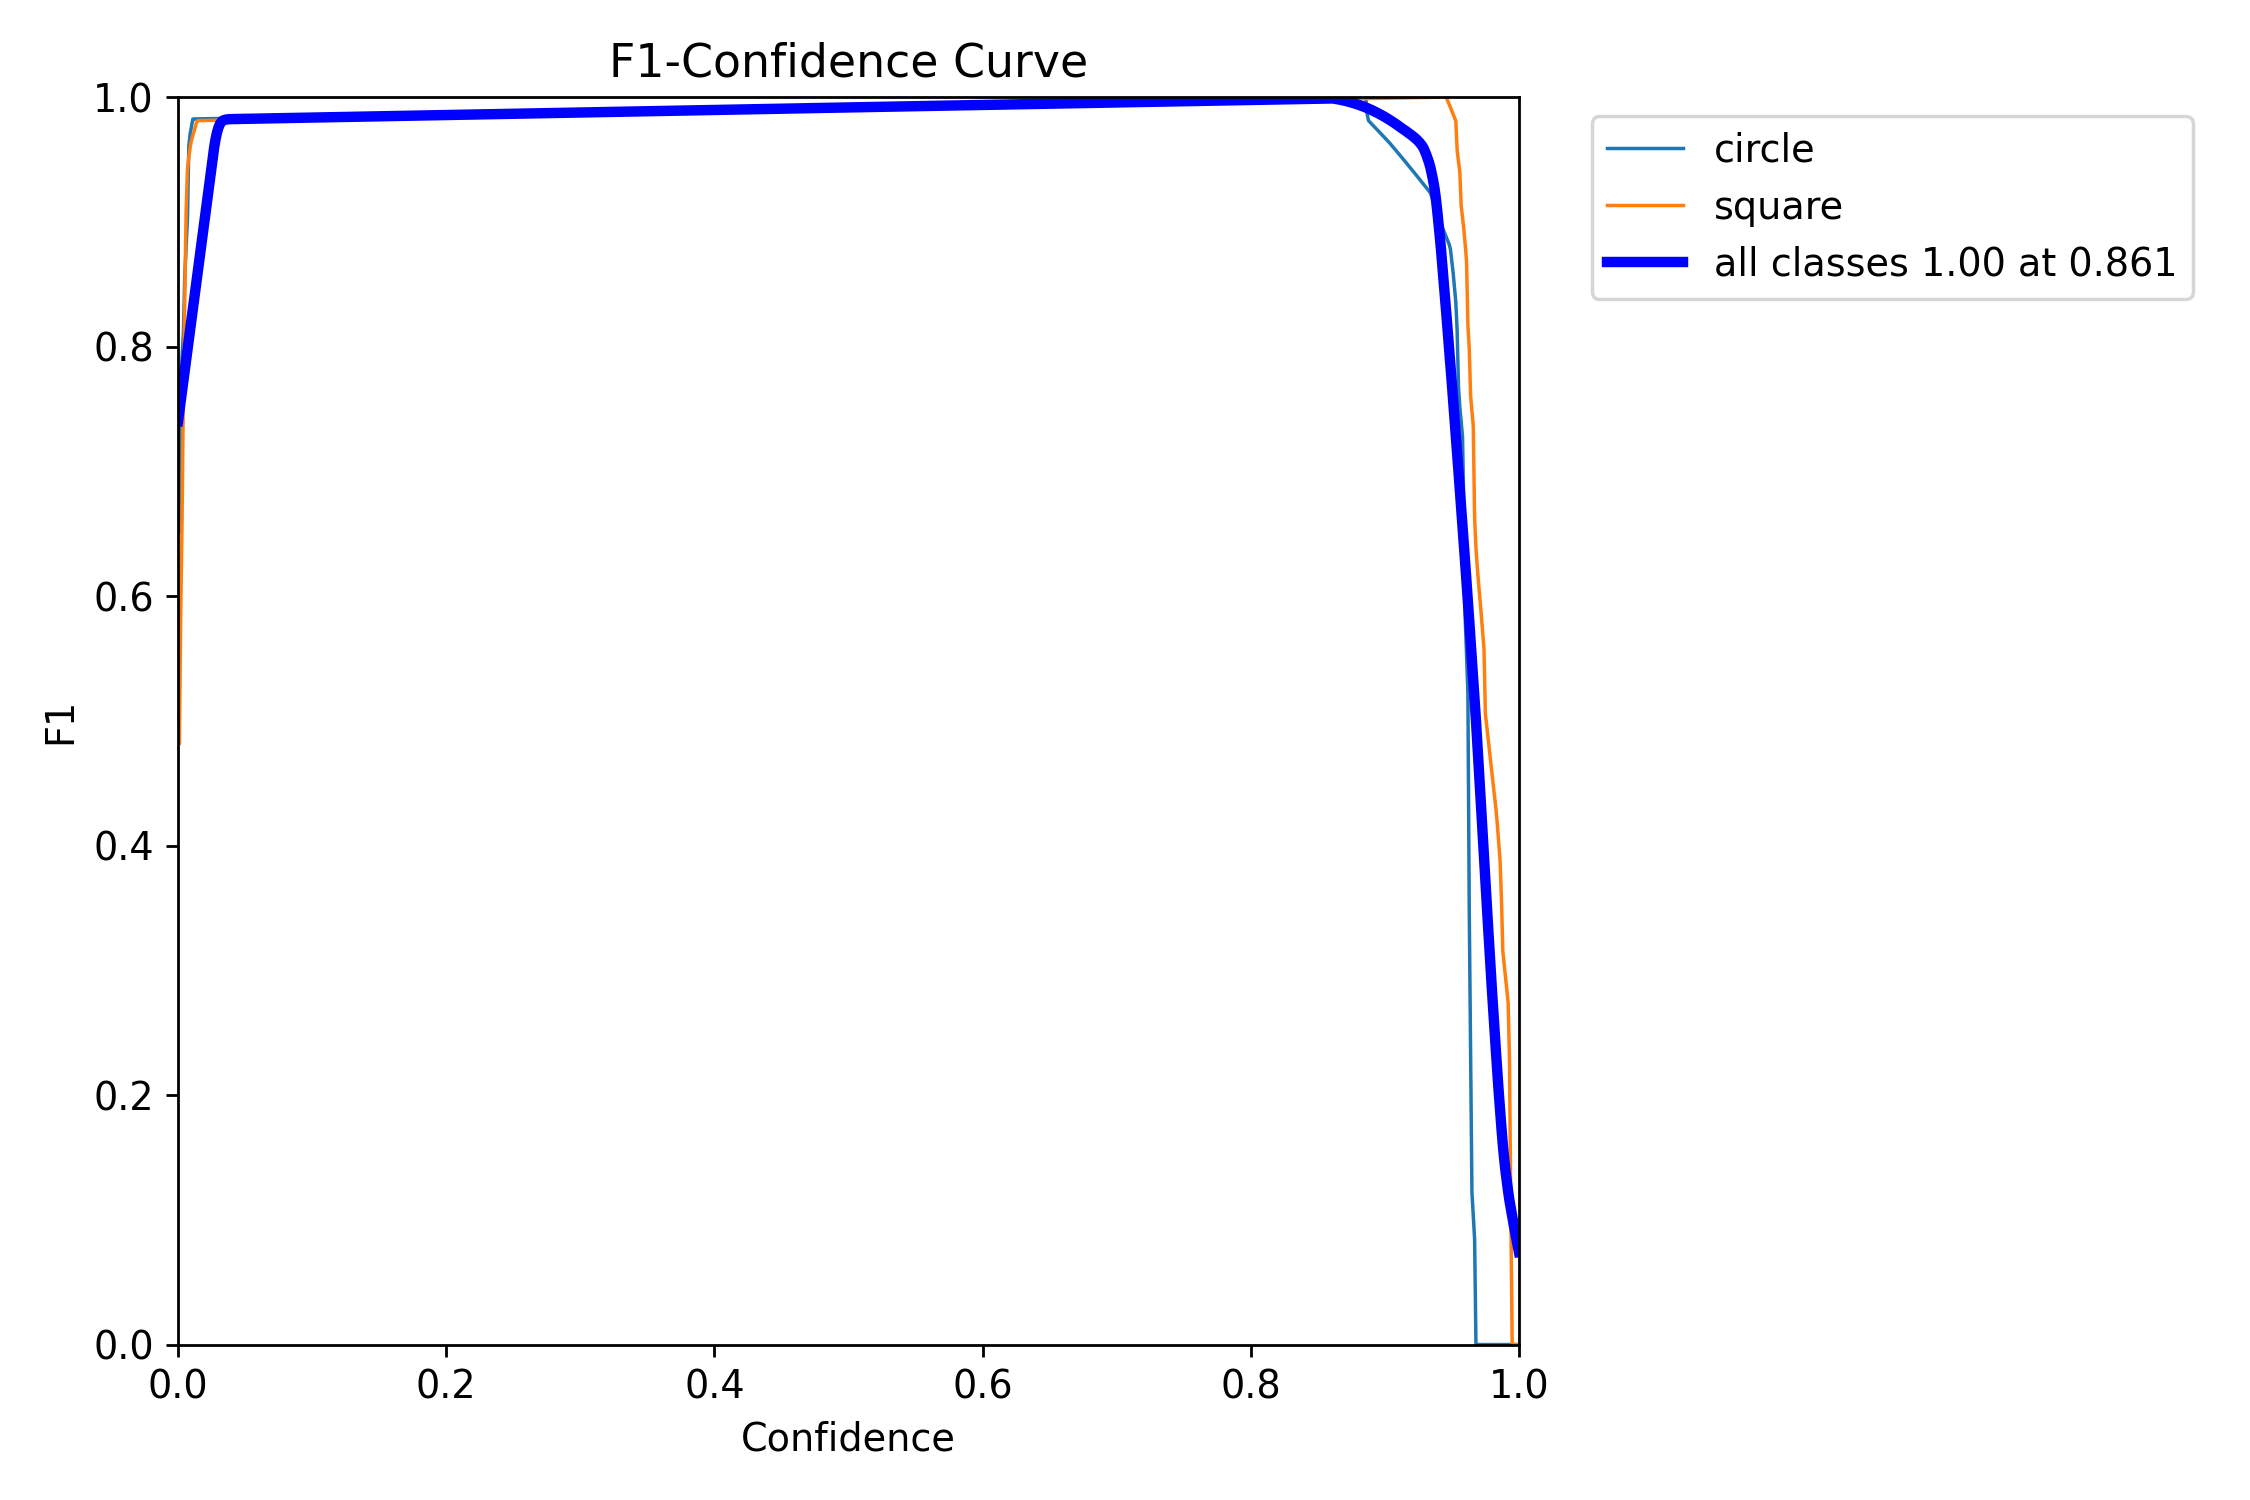 F1-Confidence Curve
1.0
0.8
0.6
0.4
0.2
0.0
F1
0.0 0.2 0.4 0.6 0.8 1.0
Confidence
circle
square
all classes 1.00 at 0.861